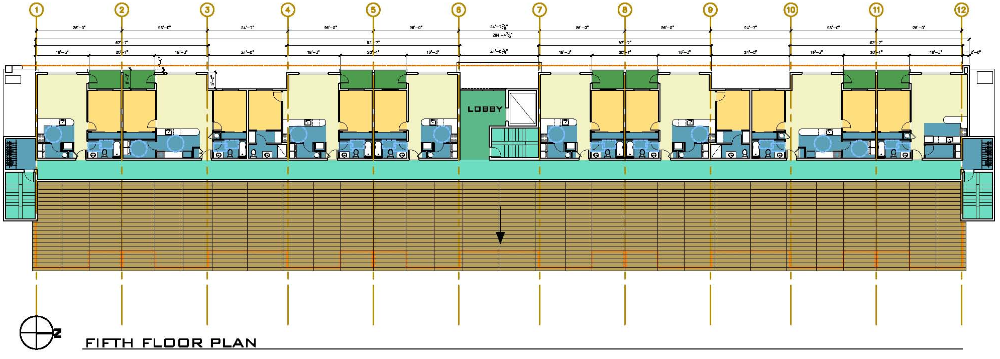 1 2 3 4 5 6 7 8 9 10 11 12
26'-0" 26'-0" 24'-7" 26'-0" 26'-0" 24'-7⅞" 26'-0" 26'-0" 24'-7" 26'-0" 26'-0"
284'-4⅞"
52'-7" 52'-7" 52'-7" 52'-7"
16'-3" 20'-1" 16'-3" 24'-0" 16'-3" 20'-1" 16'-3" 24'-0⅞" 16'-3" 20'-1" 16'-3" 24'-0" 16'-3" 20'-1" 16'-3" 2'-0"
LOBBY
N
FIFTH FLOOR PLAN